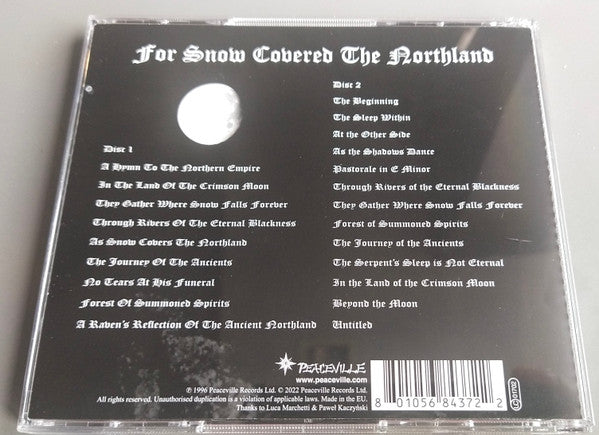 For Snow Covered The Northland
Disc 1
A Hymn To The Northern Empire
In The Land Of The Crimson Moon
They Gather Where Snow Falls Forever
Through Rivers Of The Eternal Blackness
As Snow Covers The Northland
The Journey Of The Ancients
No Tears At His Funeral
Forest Of Summoned Spirits
A Raven's Reflection Of The Ancient Northland
Disc 2
The Beginning
The Sleep Within
At the Other Side
As the Shadows Dance
Pastorale in E Minor
Through Rivers of the Eternal Blackness
They Gather Where Snow Falls Forever
Forest of Summoned Spirits
The Journey of the Ancients
The Serpent's Sleep is Not Eternal
In the Land of the Crimson Moon
Beyond the Moon
Untitled
PEACEVILLE
www.peaceville.com
℗ 1996 Peaceville Records Ltd. © 2022 Peaceville Records Ltd.
All rights reserved. Unauthorised duplication is a violation of applicable laws. Made in the EU.
Thanks to Luca Marchetti & Paweł Kaczyński
8 01056 84372 2